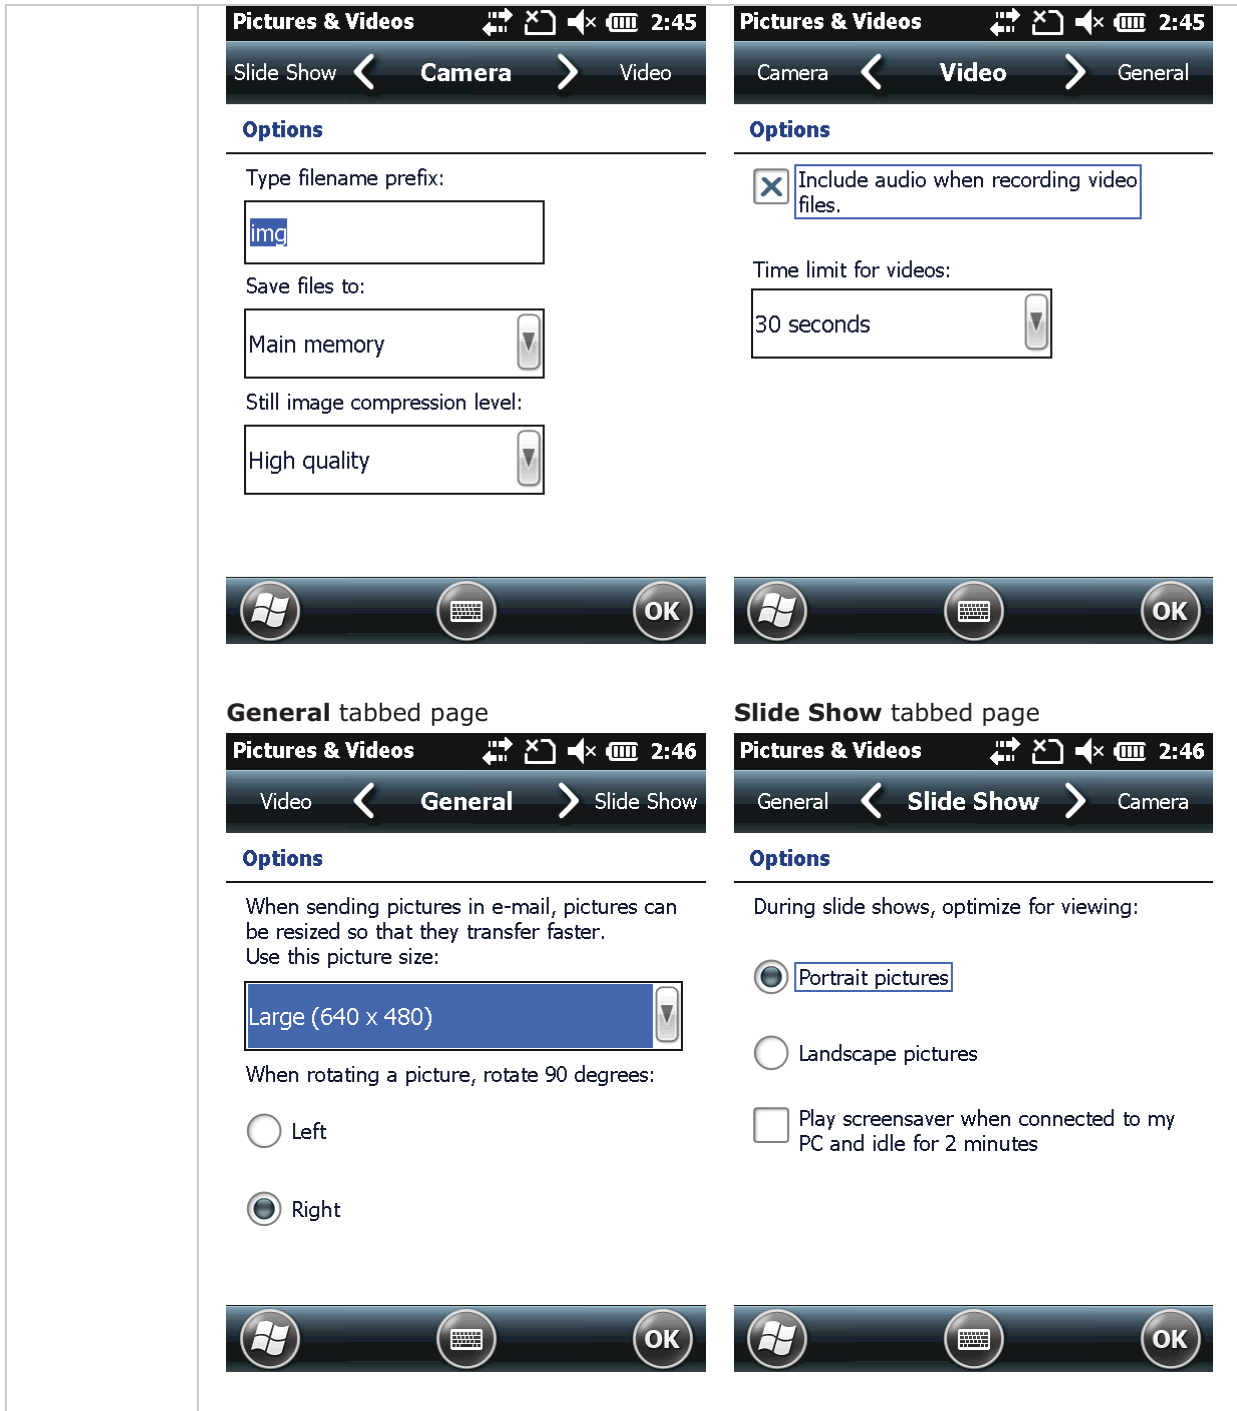 Pictures & Videos 2:45
Slide Show Camera Video
Options
Type filename prefix:
img
Save files to:
Main memory
Still image compression level:
High quality
OK
Pictures & Videos 2:45
Camera Video General
Options
Include audio when recording video
files.
Time limit for videos:
30 seconds
OK
General tabbed page
Pictures & Videos 2:46
Video General Slide Show
Options
When sending pictures in e-mail, pictures can
be resized so that they transfer faster.
Use this picture size:
Large (640 x 480)
When rotating a picture, rotate 90 degrees:
Left
Right
OK
Slide Show tabbed page
Pictures & Videos 2:46
General Slide Show Camera
Options
During slide shows, optimize for viewing:
Portrait pictures
Landscape pictures
Play screensaver when connected to my
PC and idle for 2 minutes
OK